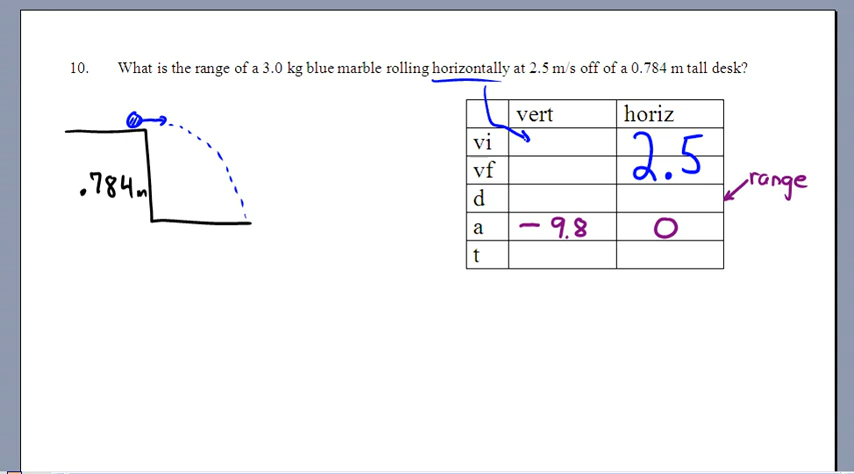 10. What is the range of a 3.0 kg blue marble rolling horizontally at 2.5 m/s off of a 0.784 m tall desk?
vert horiz
vi
2.5
vf
range
.784m
d
a - 9.8 0
t